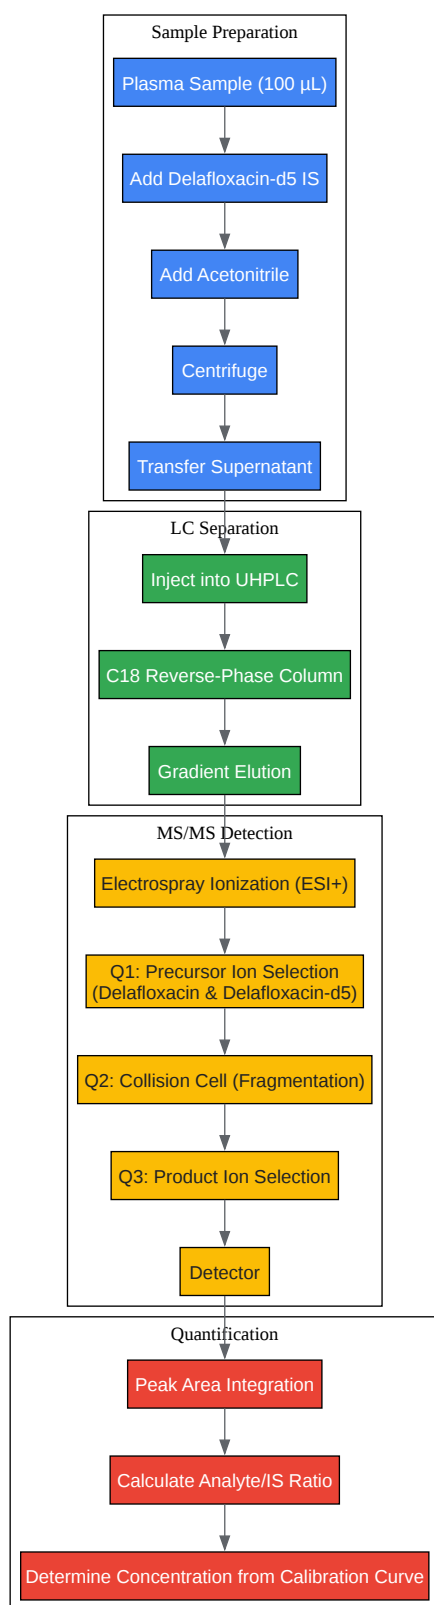 Sample Preparation
Plasma Sample (100 µL)
Add Delafloxacin-d5 IS
Add Acetonitrile
Centrifuge
Transfer Supernatant
LC Separation
Inject into UHPLC
C18 Reverse-Phase Column
Gradient Elution
MS/MS Detection
Electrospray Ionization (ESI+)
Q1: Precursor Ion Selection
(Delafloxacin & Delafloxacin-d5)
Q2: Collision Cell (Fragmentation)
Q3: Product Ion Selection
Detector
Quantification
Peak Area Integration
Calculate Analyte/IS Ratio
Determine Concentration from Calibration Curve